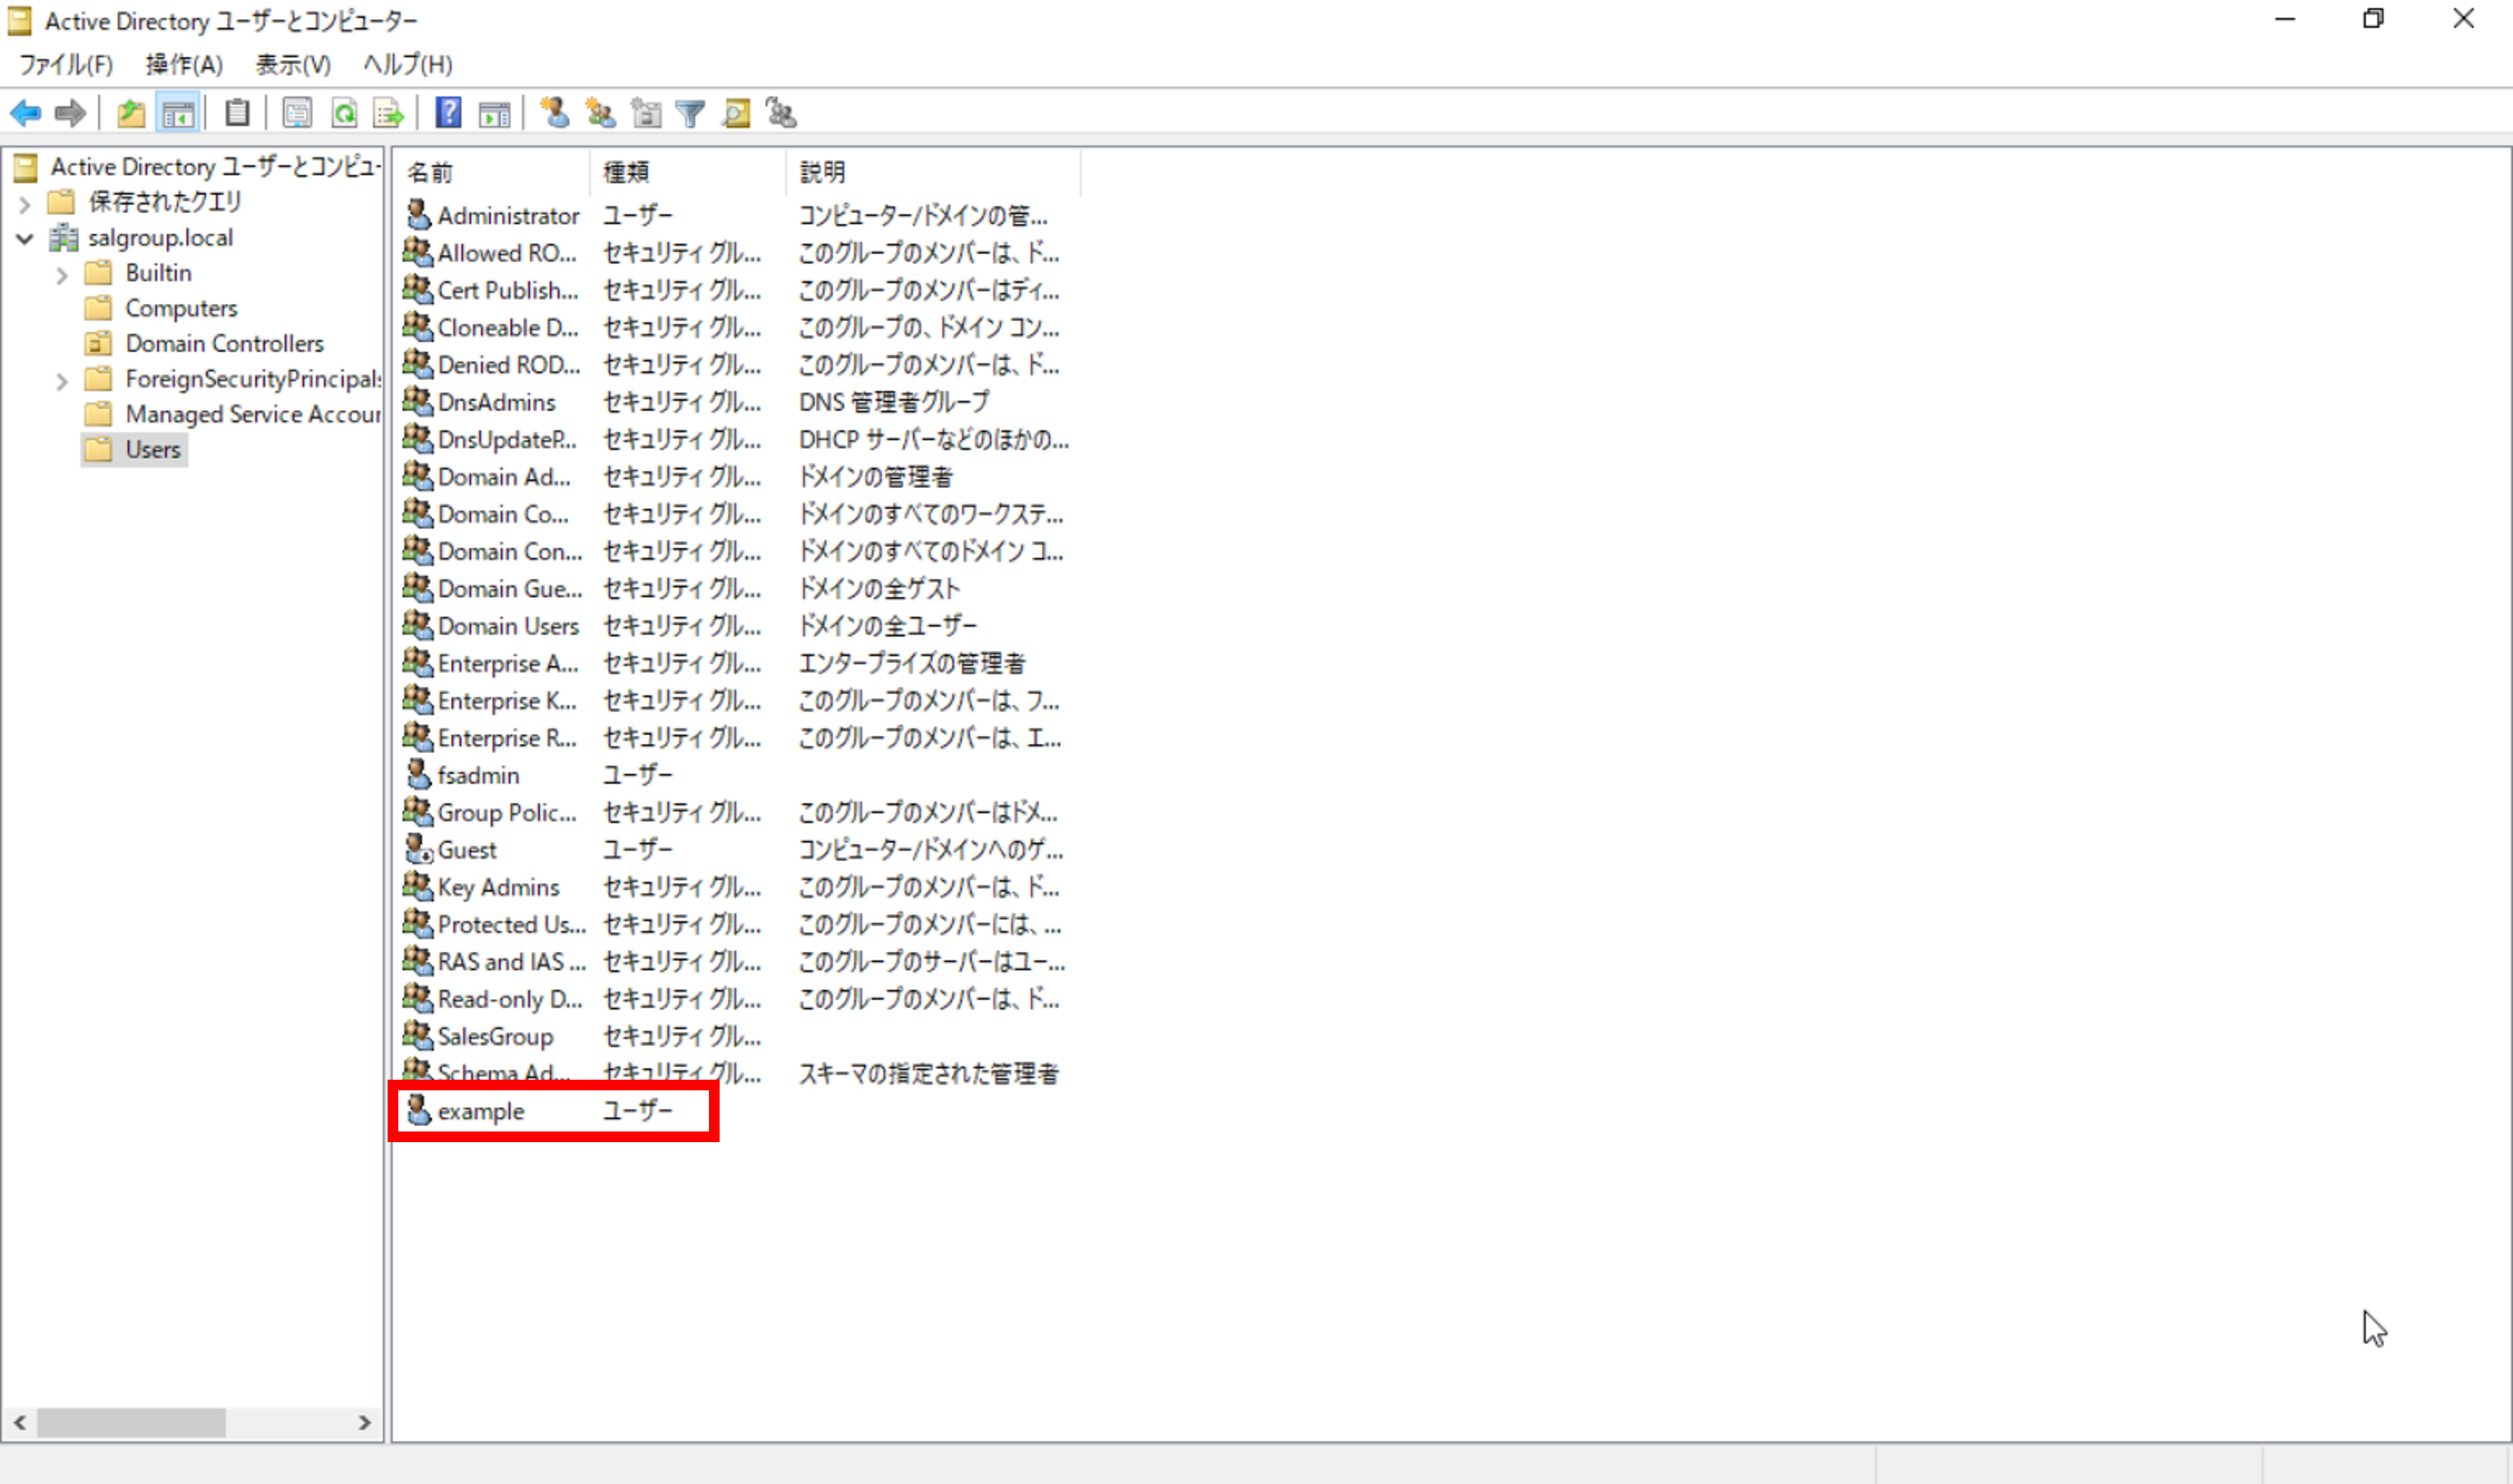 Active Directory ユーザーとコンピューター
ファイル(F) 操作(A) 表示(V) ヘルプ(H)
Active Directory ユーザーとコンピュ
保存されたクエリ
salgroup.local
Builtin
Computers
Domain Controllers
ForeignSecurityPrincipals
Managed Service Accour
Users
名前 種類 説明
Administrator ユーザー コンピューター/ドメインの管...
Allowed RO... セキュリティ グル... このグループのメンバーは、ド...
Cert Publish... セキュリティ グル... このグループのメンバーはディ...
Cloneable D... セキュリティ グル... このグループの、ドメイン コン...
Denied ROD... セキュリティ グル... このグループのメンバーは、ド...
DnsAdmins セキュリティ グル... DNS 管理者グループ
DnsUpdateP... セキュリティ グル... DHCP サーバーなどのほかの...
Domain Ad... セキュリティ グル... ドメインの管理者
Domain Co... セキュリティ グル... ドメインのすべてのワークステ...
Domain Con... セキュリティ グル... ドメインのすべてのドメイン コ...
Domain Gue... セキュリティ グル... ドメインの全ゲスト
Domain Users セキュリティ グル... ドメインの全ユーザー
Enterprise A... セキュリティ グル... エンタープライズの管理者
Enterprise K... セキュリティ グル... このグループのメンバーは、フ...
Enterprise R... セキュリティ グル... このグループのメンバーは、エ...
fsadmin ユーザー
Group Polic... セキュリティ グル... このグループのメンバーはドメ...
Guest ユーザー コンピューター/ドメインへのゲ...
Key Admins セキュリティ グル... このグループのメンバーは、ド...
Protected Us... セキュリティ グル... このグループのメンバーには、...
RAS and IAS ... セキュリティ グル... このグループのサーバーはユー...
Read-only D... セキュリティ グル... このグループのメンバーは、ド...
SalesGroup セキュリティ グル...
Schema Ad... セキュリティ グル... スキーマの指定された管理者
example ユーザー